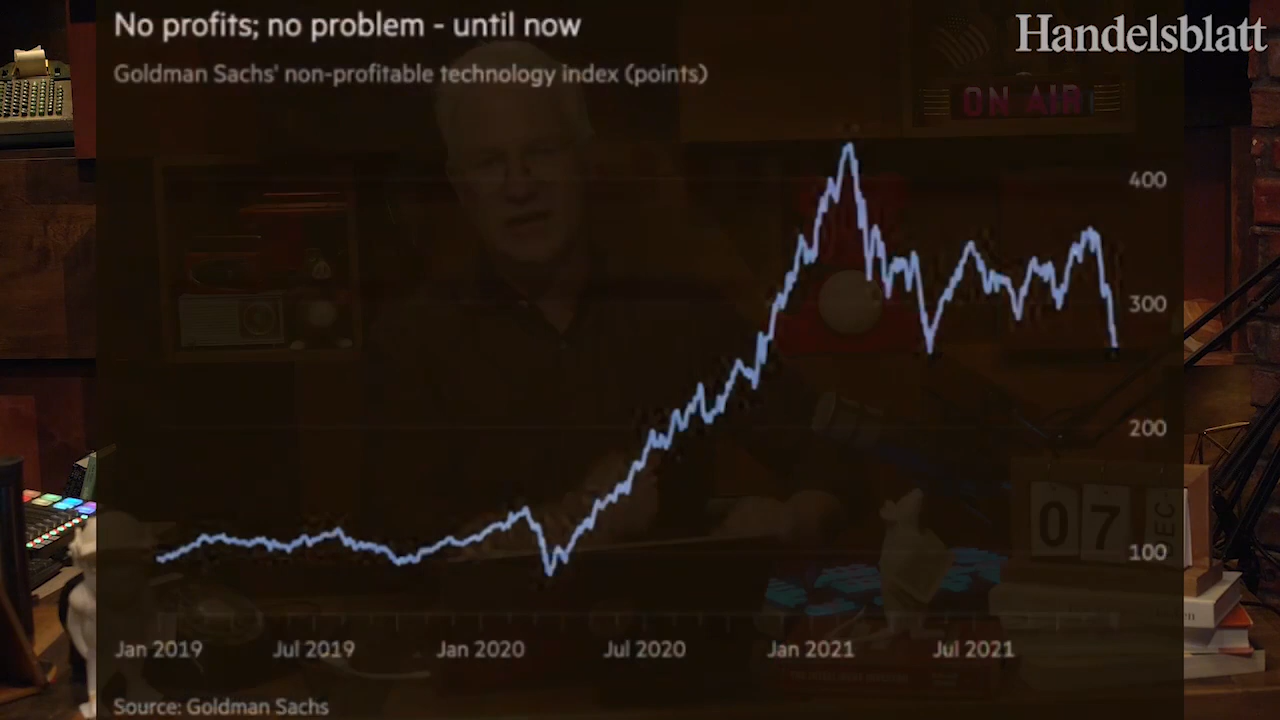 No profits; no problem - until now
Handelsblatt
Goldman Sachs' non-profitable technology index (points)
ON AIR
400
300
200
07 DEC
100
Jan 2019 Jul 2019 Jan 2020 Jul 2020 Jan 2021 Jul 2021
Source: Goldman Sachs